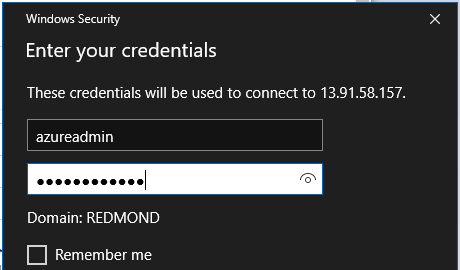 Windows Security
Enter your credentials
These credentials will be used to connect to 13.91.58.157.
azureadmin
●●●●●●●●●●●●
Domain: REDMOND
Remember me